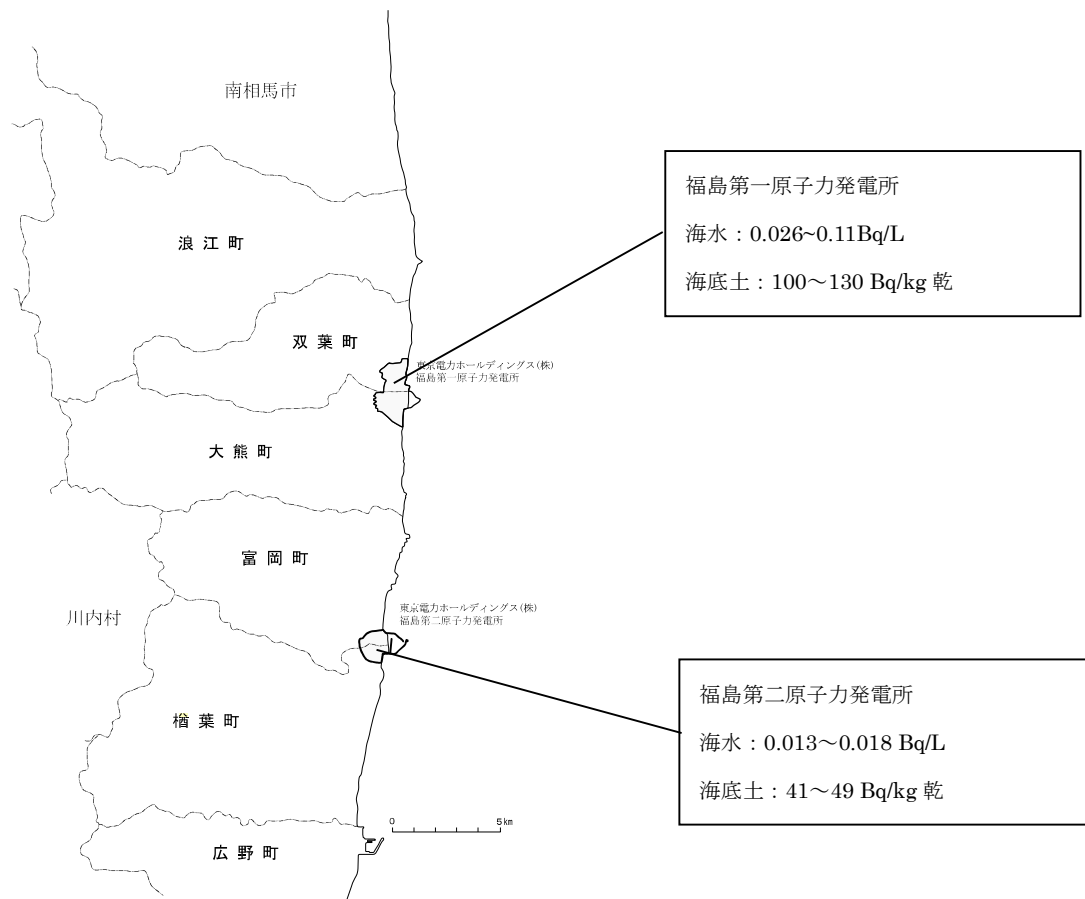 南相馬市
福島第一原子力発電所
海水：0.026~0.11Bq/L
海底土：100～130 Bq/kg 乾
浪江町
双葉町
東京電力ホールディングス(株)
福島第一原子力発電所
大熊町
富岡町
川内村
東京電力ホールディングス(株)
福島第二原子力発電所
福島第二原子力発電所
海水：0.013～0.018 Bq/L
海底土：41～49 Bq/kg 乾
楢葉町
0 5km
広野町